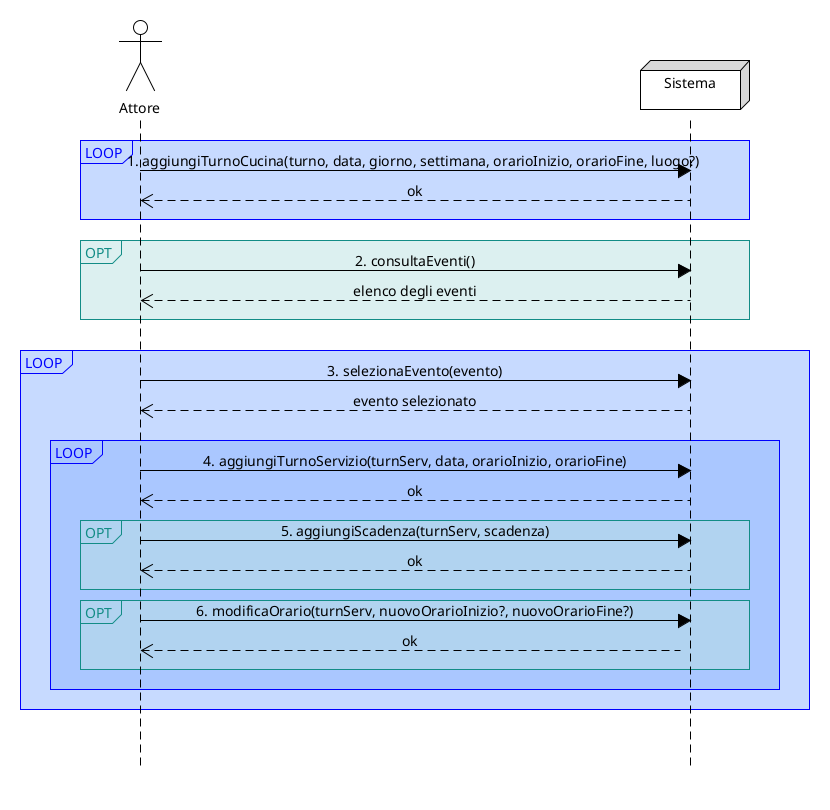 Attore
Sistema
LOOP
1. aggiungiTurnoCucina(turno, data, giorno, settimana, orarioInizio, orarioFine, luogo?)
ok
OPT
2. consultaEventi()
elenco degli eventi
LOOP
3. selezionaEvento(evento)
evento selezionato
LOOP
4. aggiungiTurnoServizio(turnServ, data, orarioInizio, orarioFine)
ok
OPT
5. aggiungiScadenza(turnServ, scadenza)
ok
OPT
6. modificaOrario(turnServ, nuovoOrarioInizio?, nuovoOrarioFine?)
ok